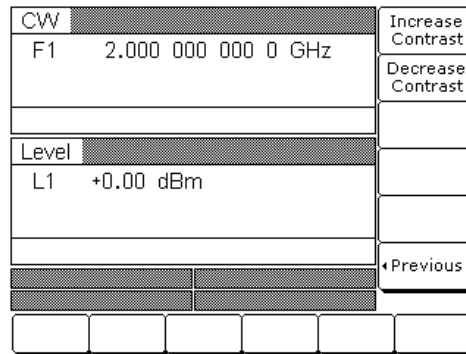 CW
F1 2.000 000 000 0 GHz
Level
L1 +0.00 dBm
Increase
Contrast
Decrease
Contrast
Previous